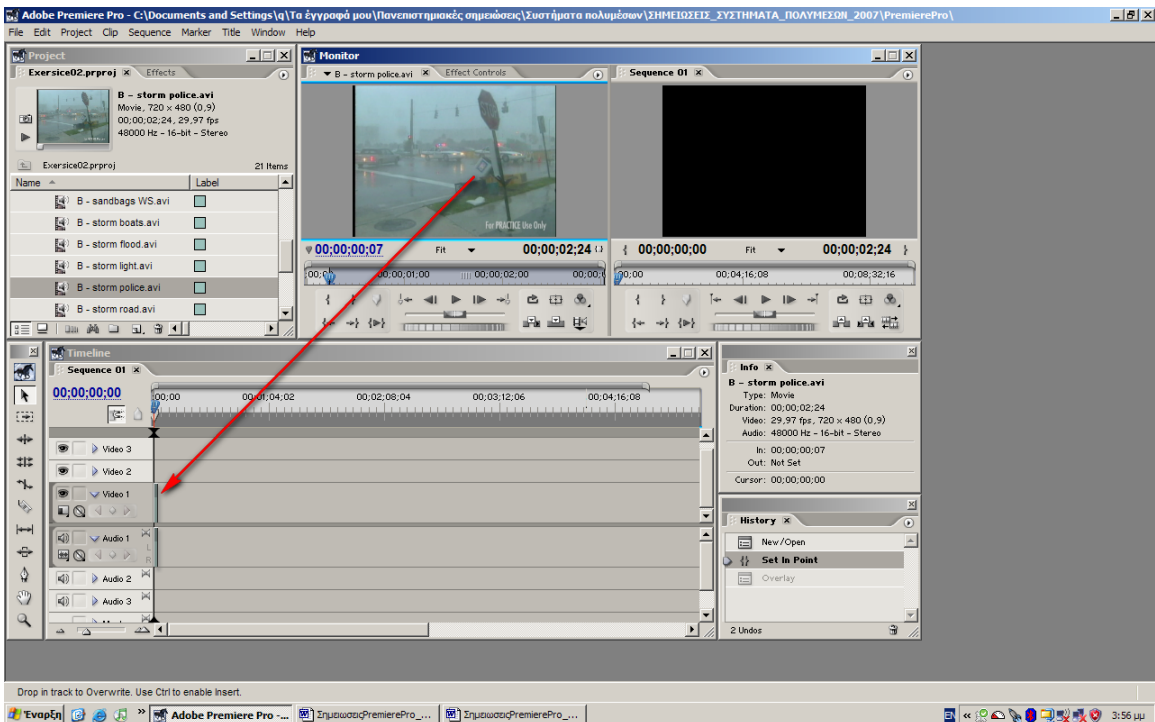 Adobe Premiere Pro - C:\Documents and Settings\q\Τα έγγραφά μου\Πανεπιστημιακές σημειώσεις\Συστήματα πολυμέσων\ΣΗΜΕΙΩΣΕΙΣ_ΣΥΣΤΗΜΑΤΑ_ΠΟΛΥΜΕΣΩΝ_2007\PremierePro\
File Edit Project Clip Sequence Marker Title Window Help
Project
Exersice02.prproj Effects
B - storm police.avi
Movie, 720 x 480 (0,9)
00;00;02;24, 29,97 fps
48000 Hz - 16-bit - Stereo
Exersice02.prproj 21 Items
Name Label
B - sandbags WS.avi
B - storm boats.avi
B - storm flood.avi
B - storm light.avi
B - storm police.avi
B - storm road.avi
Monitor
B - storm police.avi Effect Controls
For PRACTICE Use Only
00;00;00;07 Fit 00;00;02;24
00;00;01;00 00;00;02;00
Sequence 01
00;00;00;00 Fit 00;00;02;24
00;00 00;04;16;08 00;08;32;16
Timeline
Sequence 01
00;00;00;00
;00;00 00;01;04;02 00;02;08;04 00;03;12;06 00;04;16;08
Video 3
Video 2
Video 1
Audio 1
L
R
Audio 2
Audio 3
Info
B - storm police.avi
Type: Movie
Duration: 00;00;02;24
Video: 29,97 fps, 720 x 480 (0,9)
Audio: 48000 Hz - 16-bit - Stereo
In: 00;00;00;07
Out: Not Set
Cursor: 00;00;00;00
History
New/Open
Set In Point
Overlay
2 Undos
Drop in track to Overwrite. Use Ctrl to enable Insert.
Έναρξη » Adobe Premiere Pro -... ΣημειωσειςPremierePro_... ΣημειωσειςPremierePro_... EN « 3:56 μμ